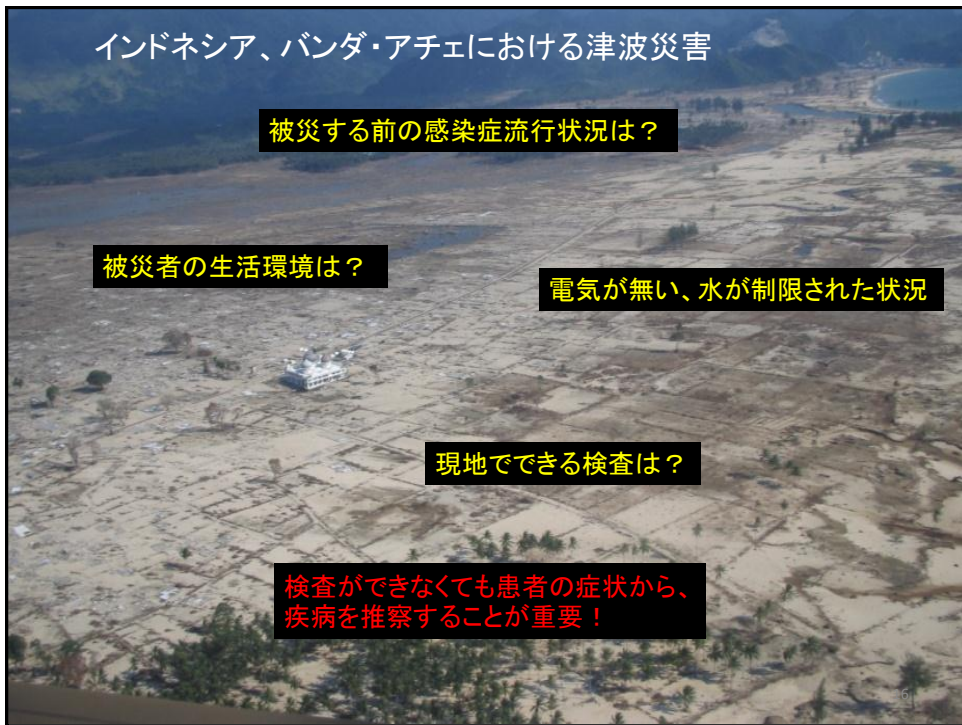 インドネシア、バンダ・アチェにおける津波災害
被災する前の感染症流行状況は？
被災者の生活環境は？
電気が無い、水が制限された状況
現地でできる検査は？
検査ができなくても患者の症状から、
疾病を推察することが重要！